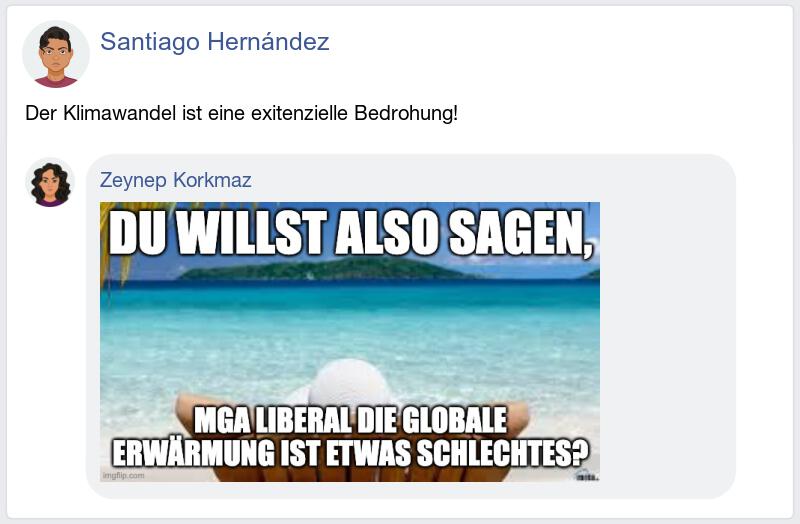 Santiago Hernández
Der Klimawandel ist eine exitenzielle Bedrohung!
Zeynep Korkmaz
DU WILLST ALSO SAGEN,
MGA LIBERAL DIE GLOBALE
ERWÄRMUNG IST ETWAS SCHLECHTES?
imgflip.com